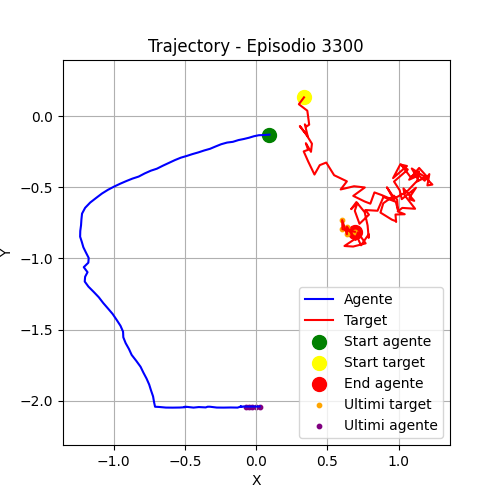 Trajectory - Episodio 3300
0.0
−0.5
−1.0
−1.5
−2.0
Y
−1.0
−0.5
0.0
0.5
1.0
X
Agente
Target
Start agente
Start target
End agente
Ultimi target
Ultimi agente